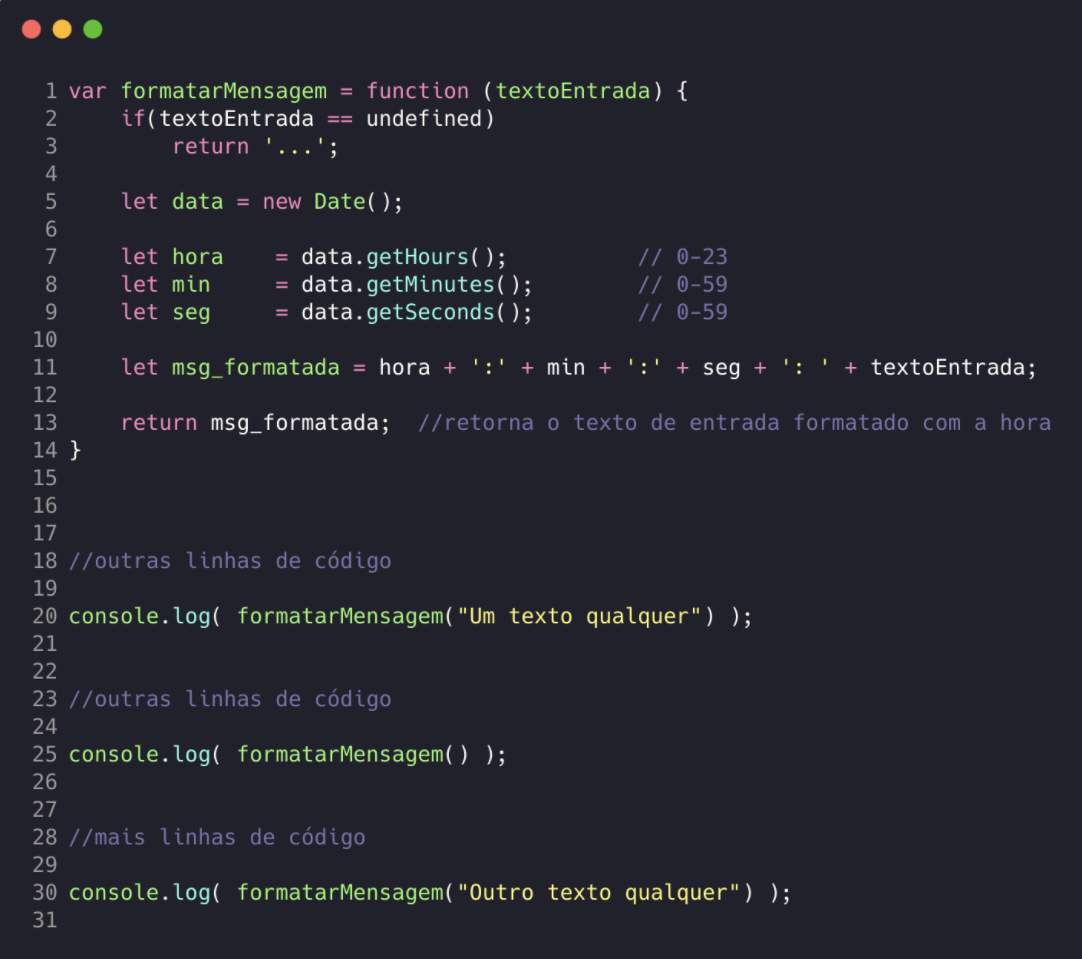 1 var formatarMensagem = function (textoEntrada) {
2     if(textoEntrada == undefined)
3         return '...';
4
5     let data = new Date();
6
7     let hora    = data.getHours();          // 0-23
8     let min     = data.getMinutes();        // 0-59
9     let seg     = data.getSeconds();        // 0-59
10
11     let msg_formatada = hora + ':' + min + ':' + seg + ': ' + textoEntrada;
12
13     return msg_formatada;  //retorna o texto de entrada formatado com a hora
14 }
15
16
17
18 //outras linhas de código
19
20 console.log( formatarMensagem("Um texto qualquer") );
21
22
23 //outras linhas de código
24
25 console.log( formatarMensagem() );
26
27
28 //mais linhas de código
29
30 console.log( formatarMensagem("Outro texto qualquer") );
31